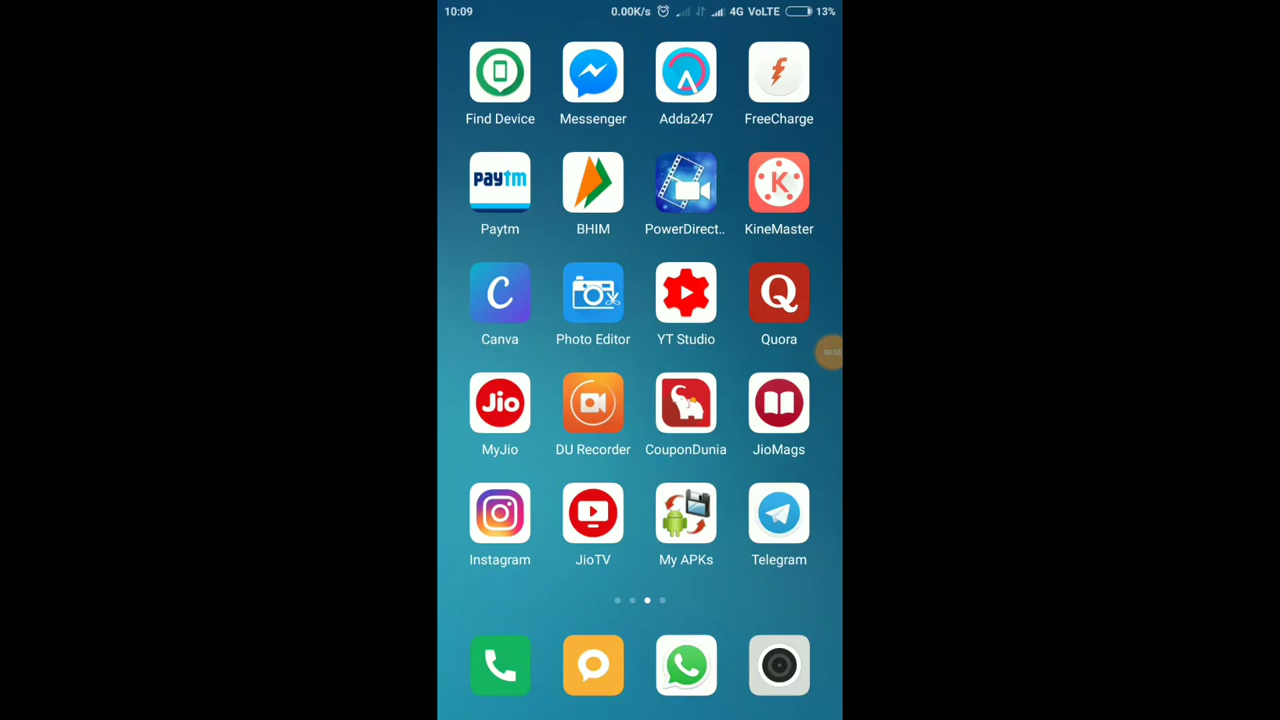 10:09 0.00K/s 4G VoLTE 13%
Find Device Messenger Adda247 FreeCharge
paytm
Paytm BHIM PowerDirect.. KineMaster
Canva Photo Editor YT Studio Quora
Jio
MyJio DU Recorder CouponDunia JioMags
Instagram JioTV My APKs Telegram